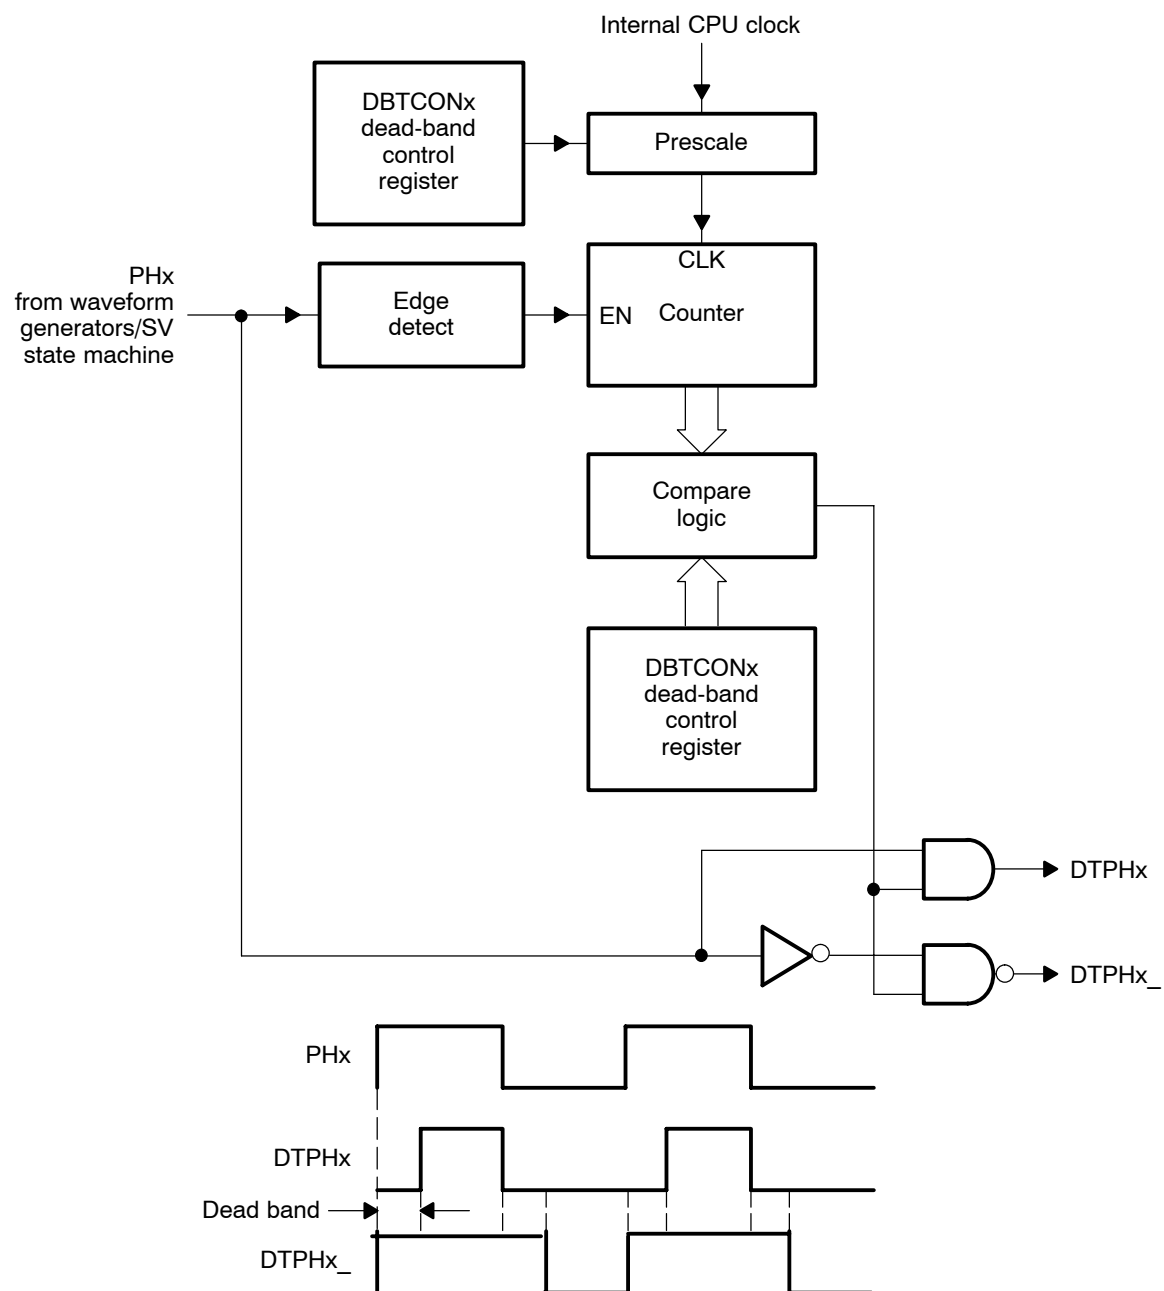 Internal CPU clock
DBTCONx
dead-band
control
register
Prescale
PHx
from waveform
generators/SV
state machine
Edge
detect
CLK
EN
Counter
Compare
logic
DBTCONx
dead-band
control
register
DTPHx
DTPHx_
PHx
DTPHx
Dead band
DTPHx_